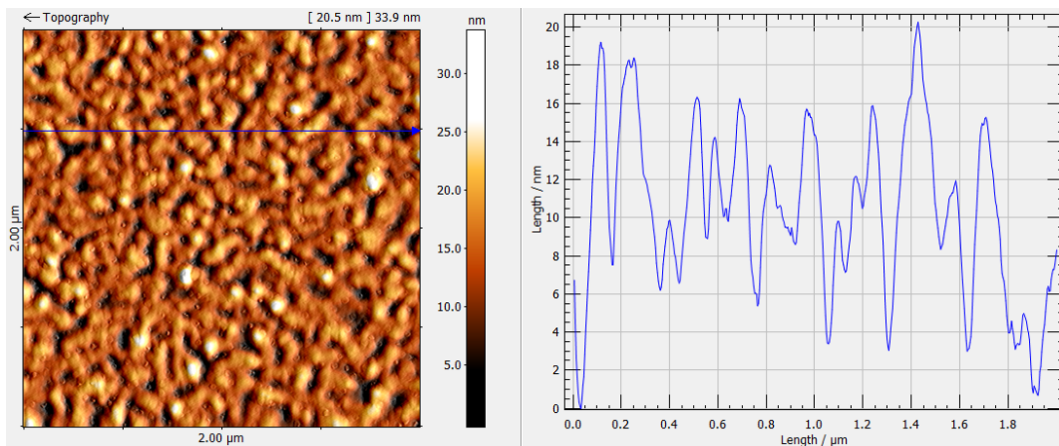 ← Topography [ 20.5 nm ] 33.9 nm nm
30.0
25.0
20.0
15.0
10.0
5.0
2.00 µm
2.00 µm
20
18
16
14
12
10
8
6
4
2
0
Length / nm
0.0 0.2 0.4 0.6 0.8 1.0 1.2 1.4 1.6 1.8
Length / µm